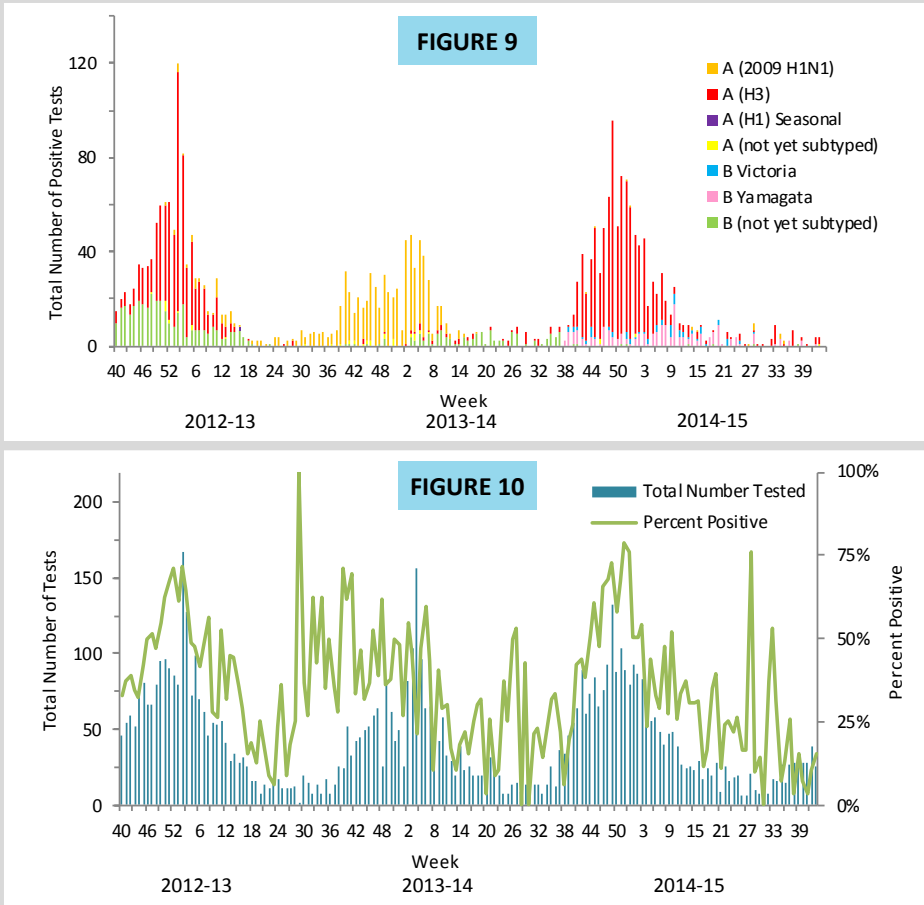 FIGURE 9
Total Number of Positive Tests
120
80
40
0
A (2009 H1N1)
A (H3)
A (H1) Seasonal
A (not yet subtyped)
B Victoria
B Yamagata
B (not yet subtyped)
40 46 52 6 12 18 24 30 36 42 48 2 8 14 20 26 32 38 44 50 3 9 15 21 27 33 39
Week
2012-13 2013-14 2014-15
FIGURE 10
Total Number of Tests
200
150
100
50
0
Total Number Tested
Percent Positive
100%
75%
50%
25%
0%
Percent Positive
40 46 52 6 12 18 24 30 36 42 48 2 8 14 20 26 32 38 44 50 3 9 15 21 27 33 39
Week
2012-13 2013-14 2014-15